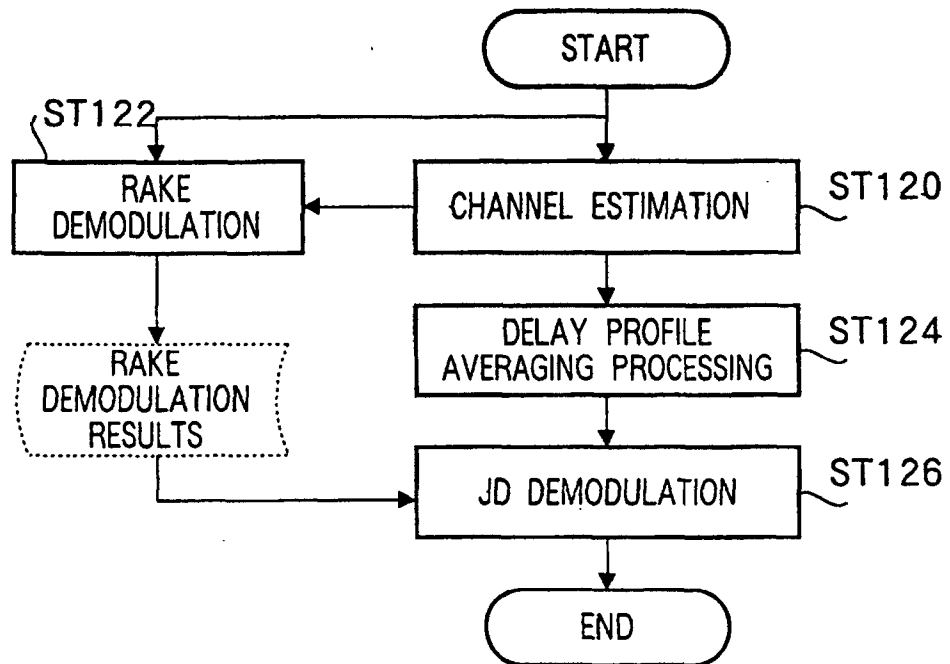 START
ST122
RAKE
DEMODULATION
CHANNEL ESTIMATION
ST120
DELAY PROFILE
AVERAGING PROCESSING
ST124
RAKE
DEMODULATION
RESULTS
JD DEMODULATION
ST126
END